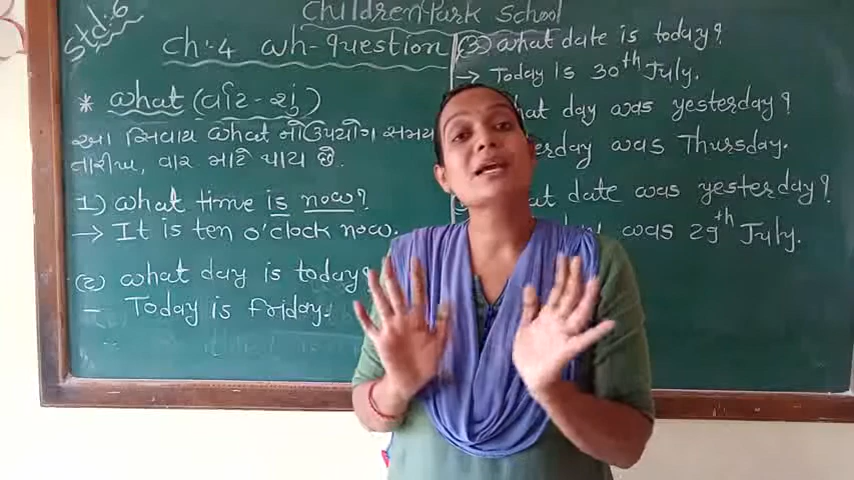 Std:6
Children Park School
Ch:4 Wh-question
* What (વ્હોટ - શું)
આ સિવાય what નો ઉપયોગ સમય
તારીખ, વાર માટે થાય છે.
1) What time is now?
→ It is ten o'clock now.
(2) What day is today?
– Today is friday.
(3) What date is today?
→ Today is 30th July.
What day was yesterday?
was Thursday.
What date was yesterday?
was 29th July.